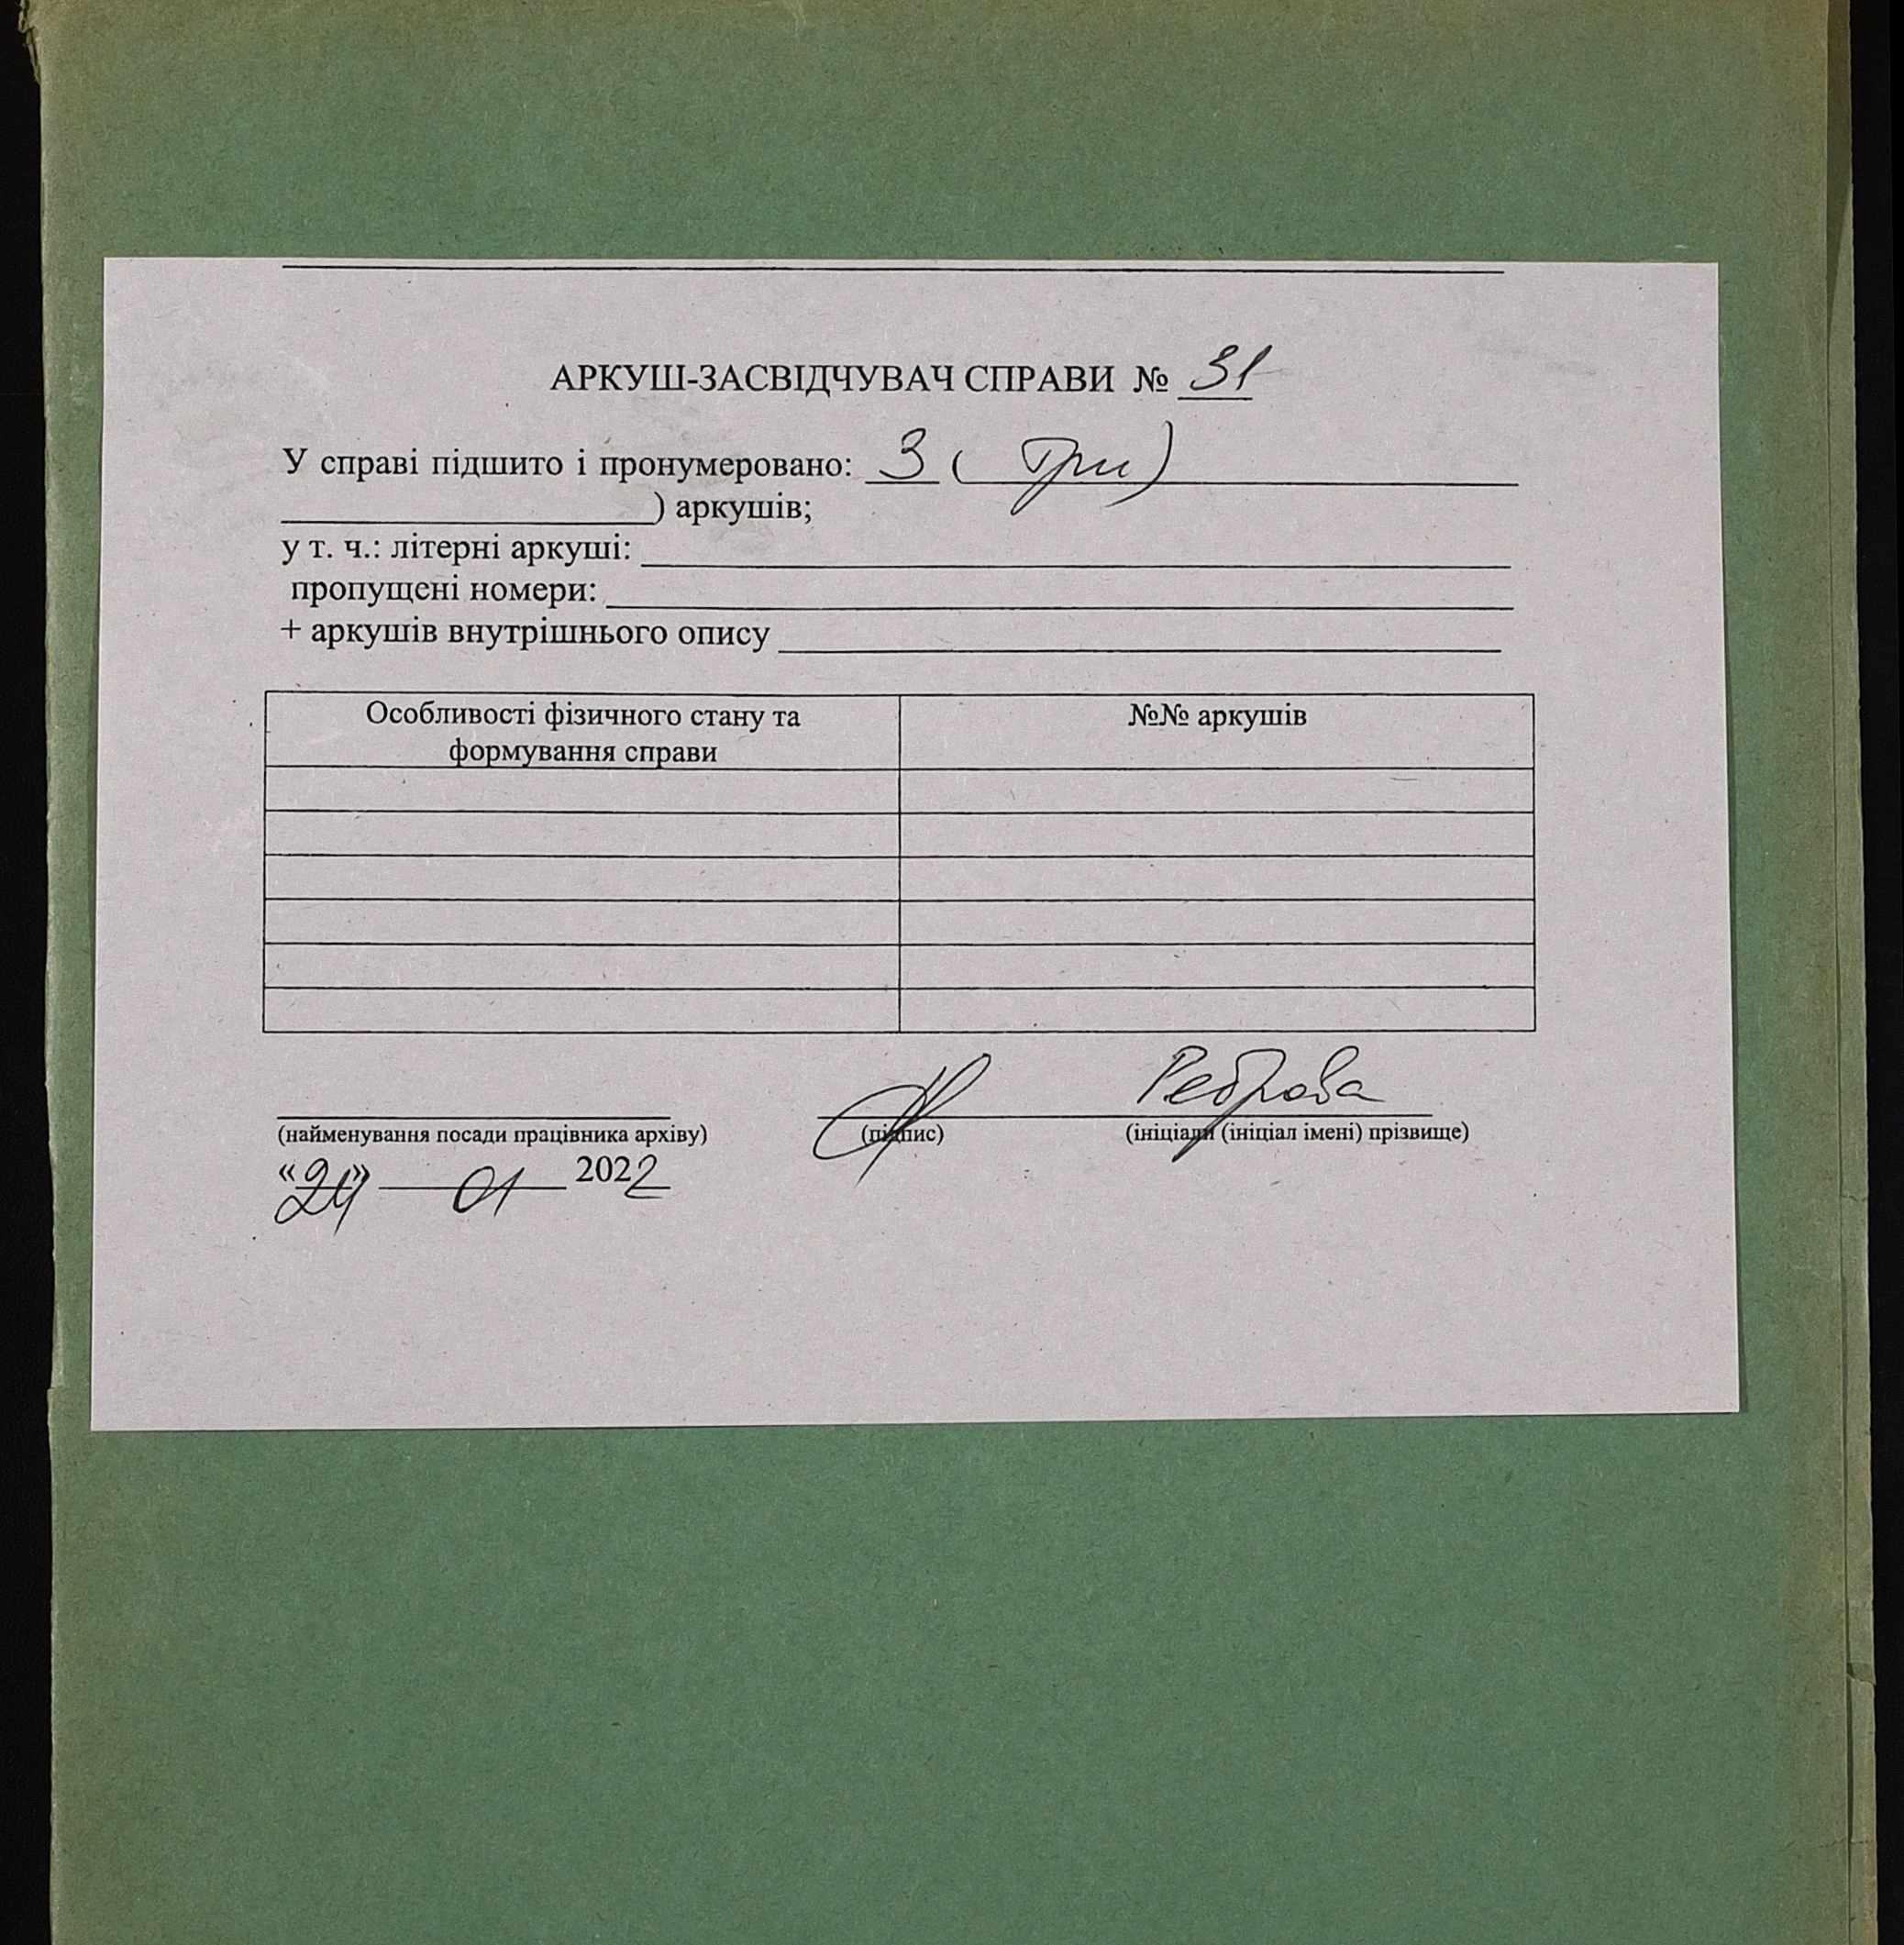 АРКУШ-ЗАСВІДЧУВАЧ СПРАВИ № 31
У справі підшито і пронумеровано: 3 ( три)
) аркушів;
у т. ч.: літерні аркуші:
пропущені номери:
+ аркушів внутрішнього опису
Особливості фізичного стану та
формування справи
№№ аркушів
Реброва
(найменування посади працівника архіву) (підпис) (ініціали (ініціал імені) прізвище)
«24» 01 2022